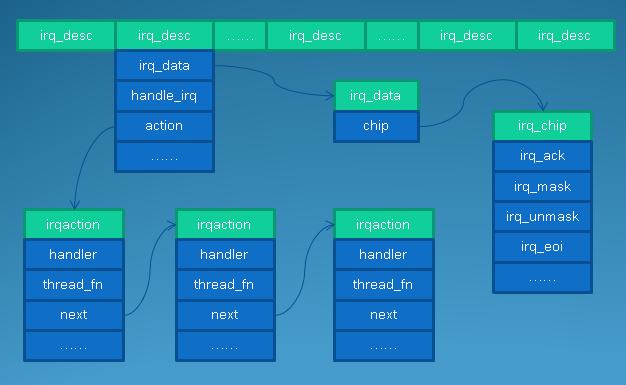 irq_desc irq_desc ...... irq_desc ...... irq_desc irq_desc
irq_data
handle_irq
action
......
irq_data
chip
irq_chip
irq_ack
irq_mask
irq_unmask
irq_eoi
......
irqaction
handler
thread_fn
next
......
irqaction
handler
thread_fn
next
......
irqaction
handler
thread_fn
next
......